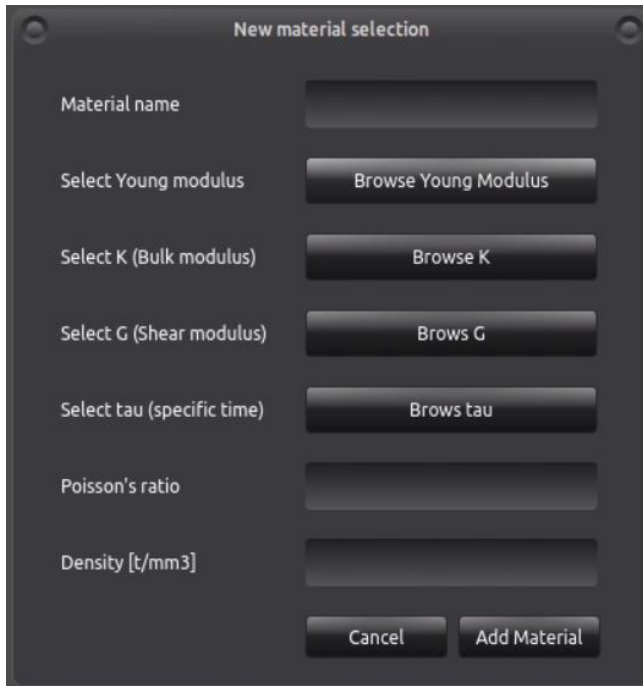 New material selection
Material name
Select Young modulus Browse Young Modulus
Select K (Bulk modulus) Browse K
Select G (Shear modulus) Brows G
Select tau (specific time) Brows tau
Poisson's ratio
Density [t/mm3]
Cancel Add Material